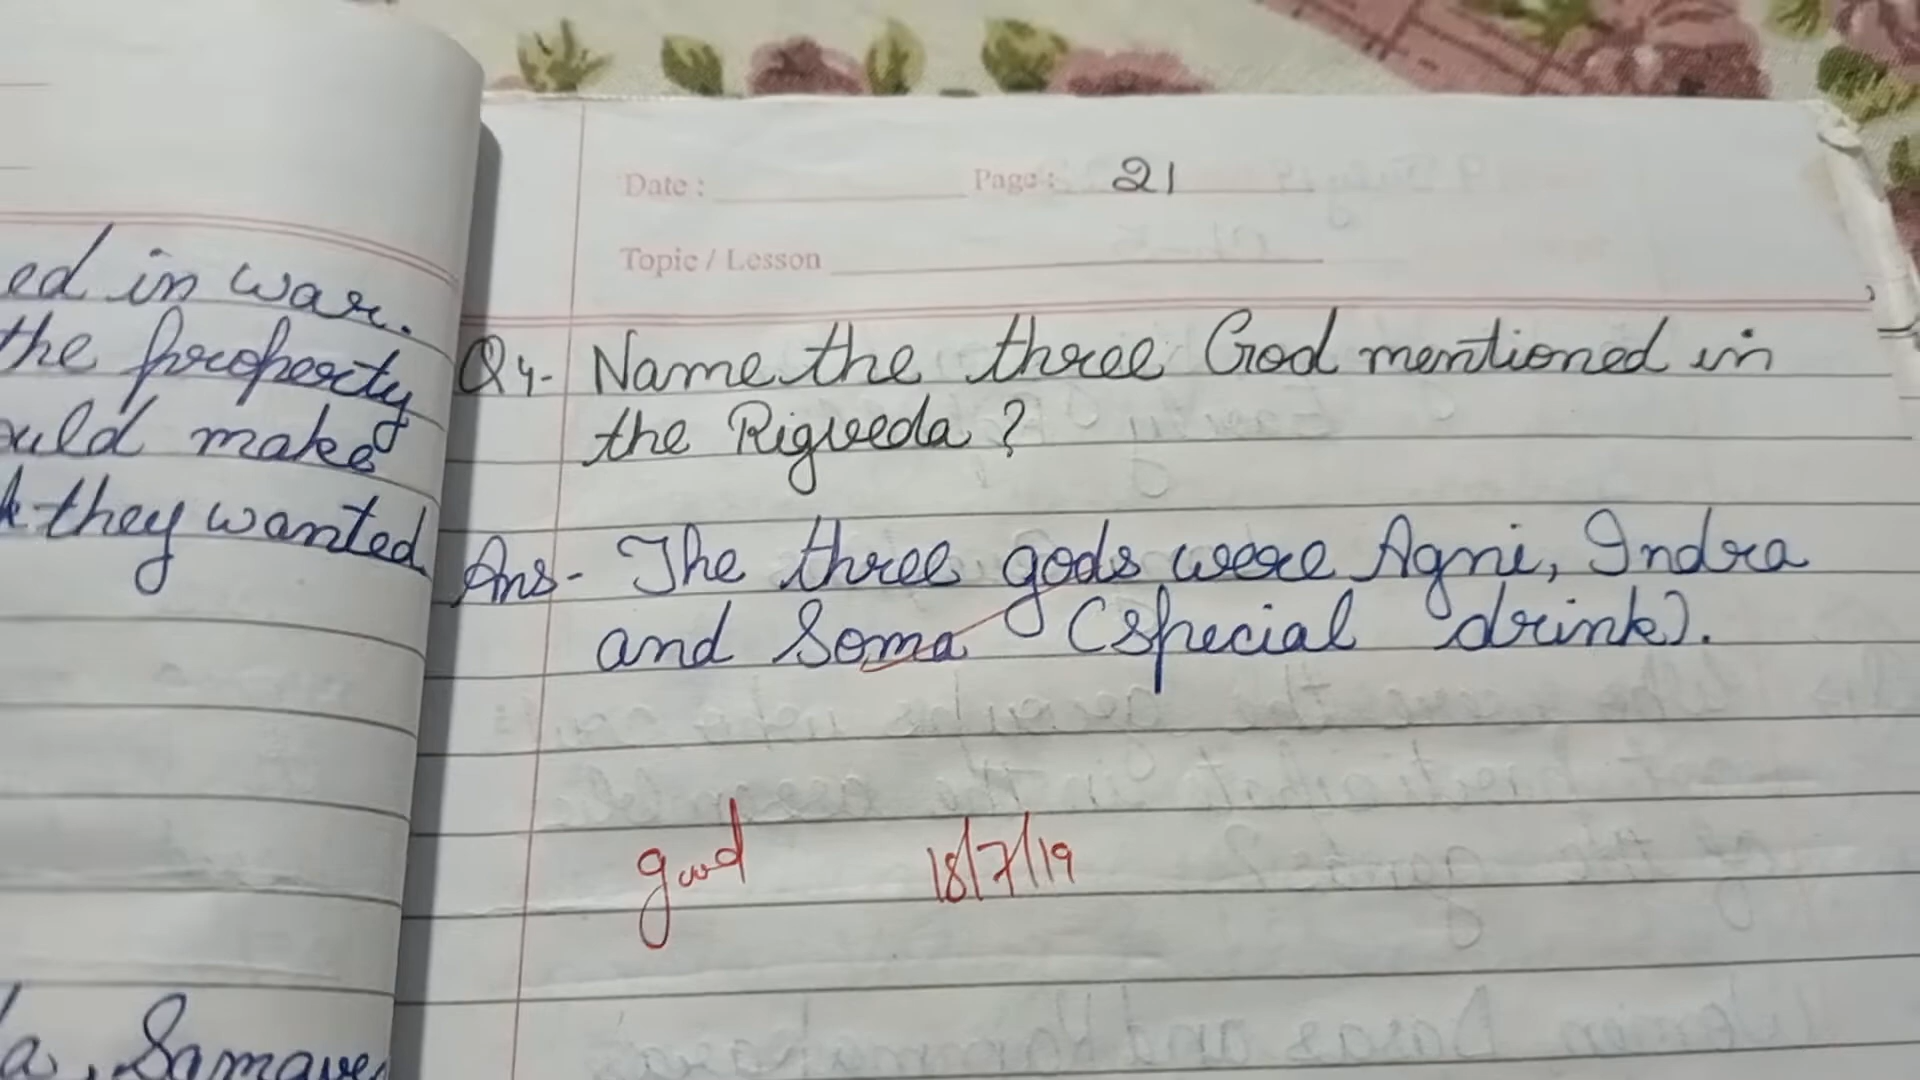 ed in war.
the property
ould make
they wanted
a, Samave
Date : Page : 21
Topic / Lesson
Q4- Name the three God mentioned in
the Rigveda ?
Ans- The three gods were Agni, Indra
and Soma (special drink).
good 18/7/19